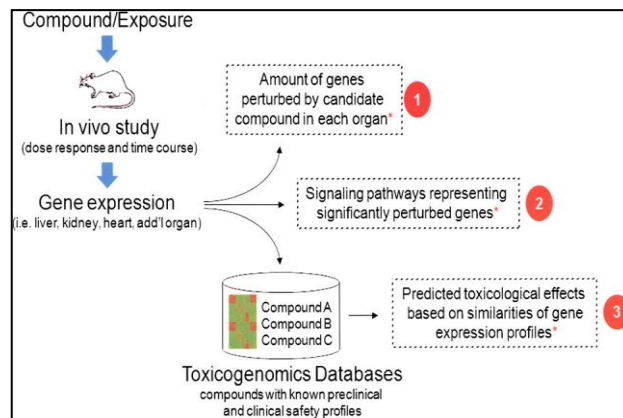 Compound/Exposure
In vivo study
(dose response and time course)
Gene expression
(i.e. liver, kidney, heart, add'l organ)
Amount of genes
perturbed by candidate
compound in each organ*
1
Signaling pathways representing
significantly perturbed genes*
2
Compound A
Compound B
Compound C
Predicted toxicological effects
based on similarities of gene
expression profiles*
3
Toxicogenomics Databases
compounds with known preclinical
and clinical safety profiles